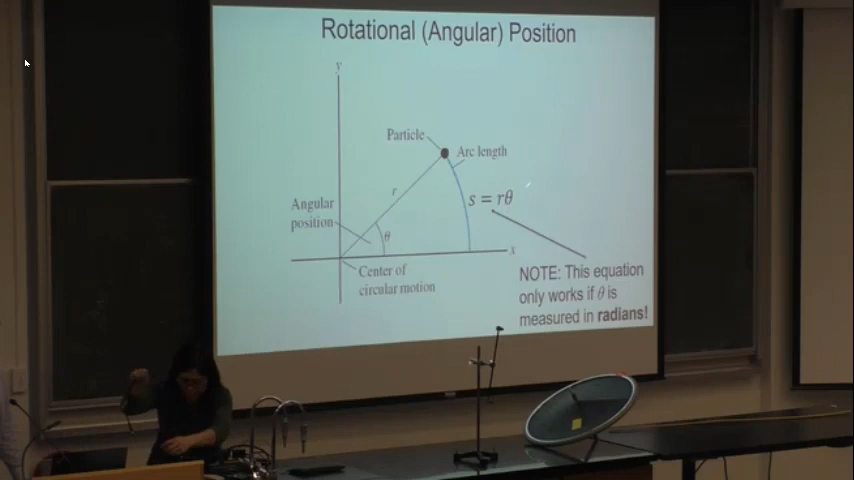 Rotational (Angular) Position
y
Particle
Arc length
r
s = rθ
Angular
position
θ
x
Center of
circular motion
NOTE: This equation
only works if θ is
measured in radians!